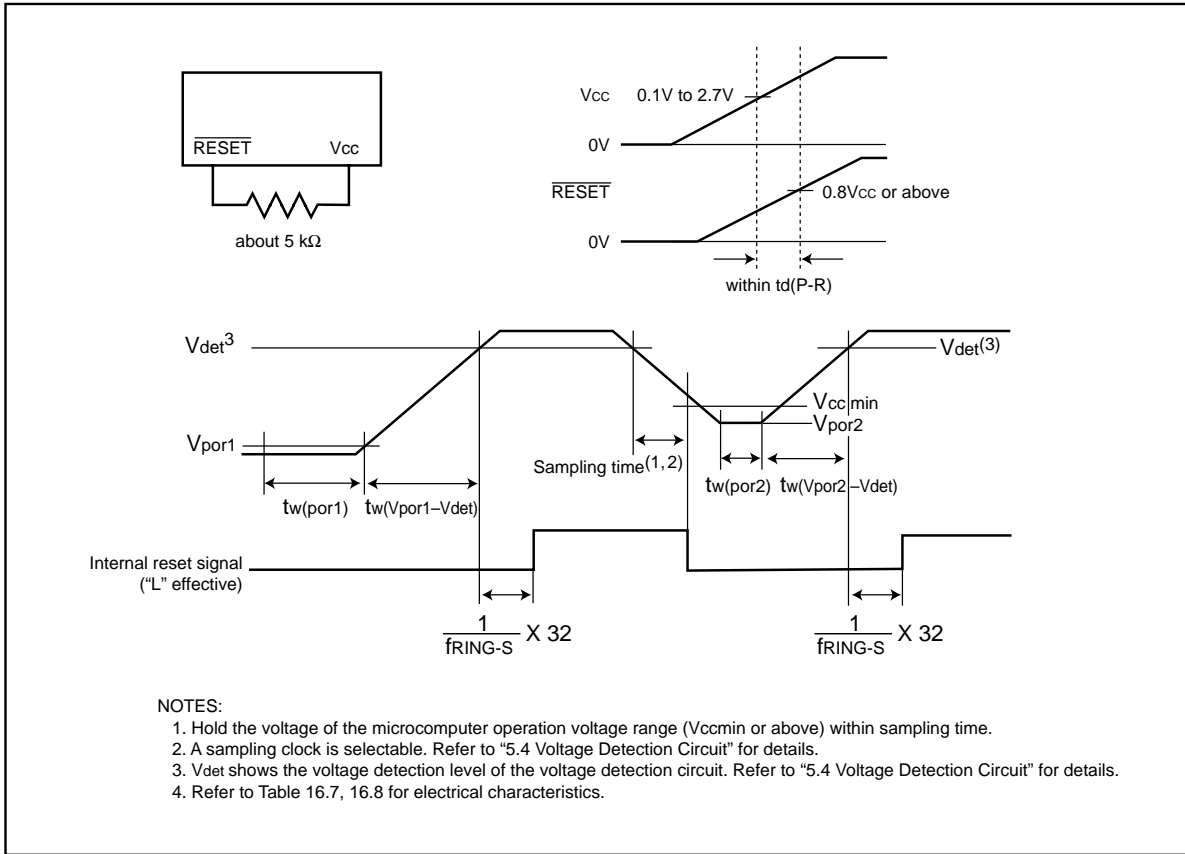 RESET Vcc
about 5 kΩ
Vcc 0.1V to 2.7V
0V
RESET
0.8Vcc or above
0V
within td(P-R)
Vdet3
Vdet(3)
Vcc min
Vpor1
Vpor2
Sampling time(1, 2)
tw(por1) tw(Vpor1–Vdet) tw(por2) tw(Vpor2–Vdet)
Internal reset signal
(“L” effective)
1
fRING-S
X 32
1
fRING-S
X 32
NOTES:
1. Hold the voltage of the microcomputer operation voltage range (Vccmin or above) within sampling time.
2. A sampling clock is selectable. Refer to “5.4 Voltage Detection Circuit” for details.
3. Vdet shows the voltage detection level of the voltage detection circuit. Refer to “5.4 Voltage Detection Circuit” for details.
4. Refer to Table 16.7, 16.8 for electrical characteristics.